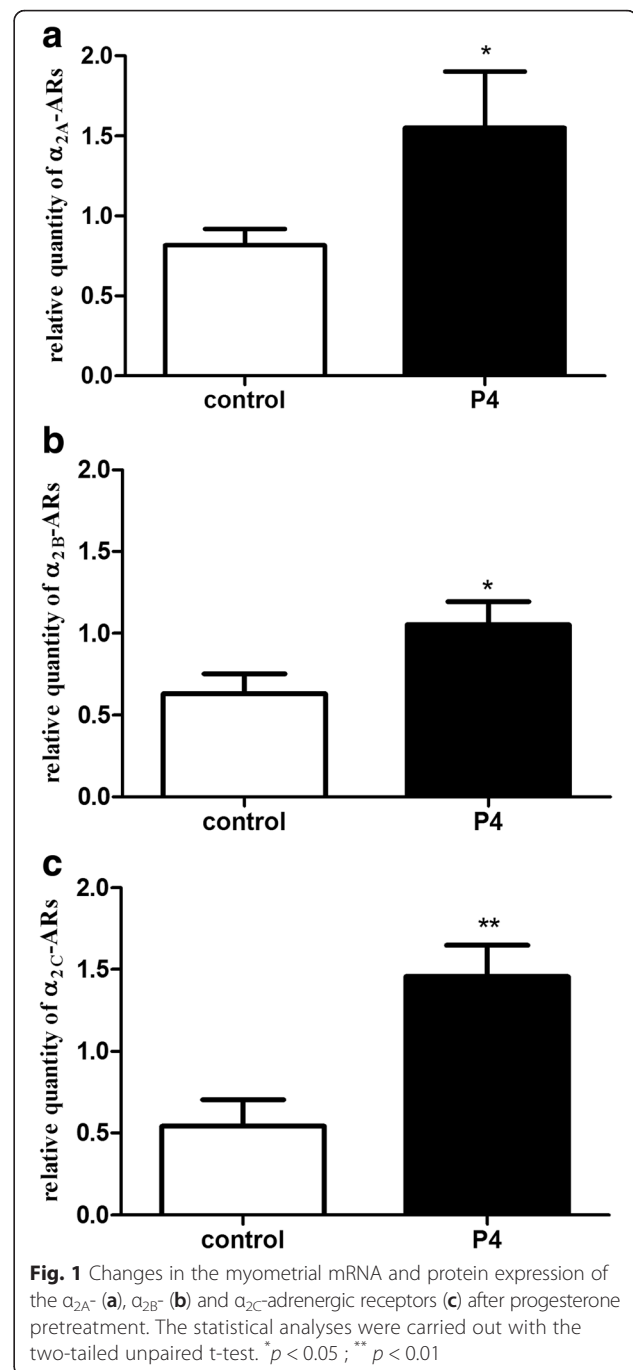 a
relative quantity of α2A-ARs
2.0
1.5
1.0
0.5
0.0
*
control
P4
b
relative quantity of α2B-ARs
2.0
1.5
1.0
0.5
0.0
*
control
P4
c
relative quantity of α2C-ARs
2.0
1.5
1.0
0.5
0.0
**
control
P4
Fig. 1 Changes in the myometrial mRNA and protein expression of
the α2A- (a), α2B- (b) and α2C-adrenergic receptors (c) after progesterone
pretreatment. The statistical analyses were carried out with the
two-tailed unpaired t-test. *p < 0.05 ; ** p < 0.01